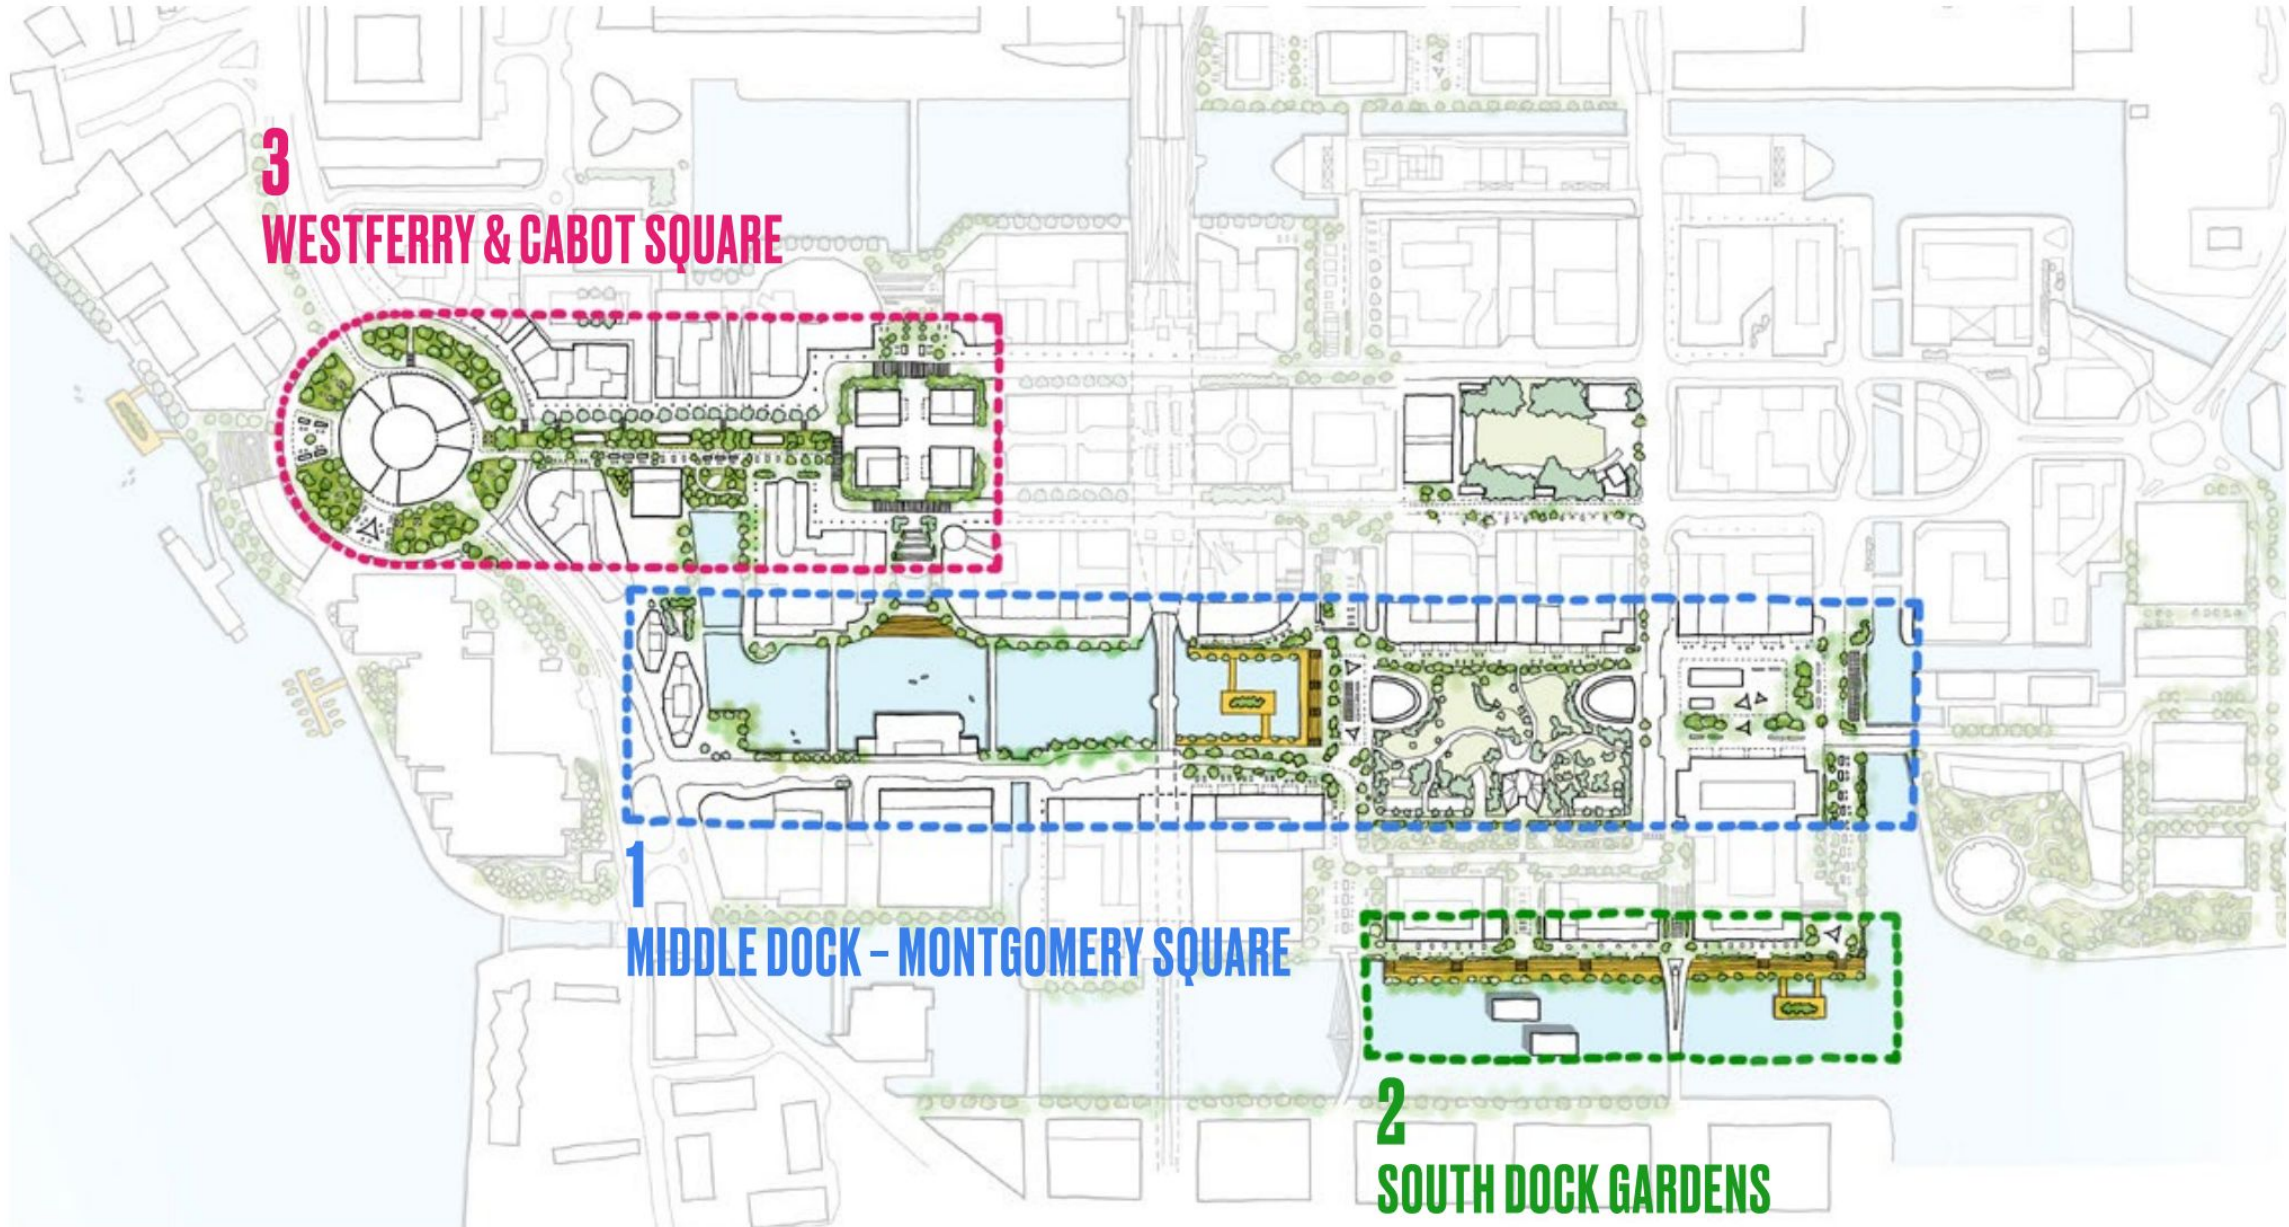 3
WESTFERRY & CABOT SQUARE
1
MIDDLE DOCK – MONTGOMERY SQUARE
2
SOUTH DOCK GARDENS